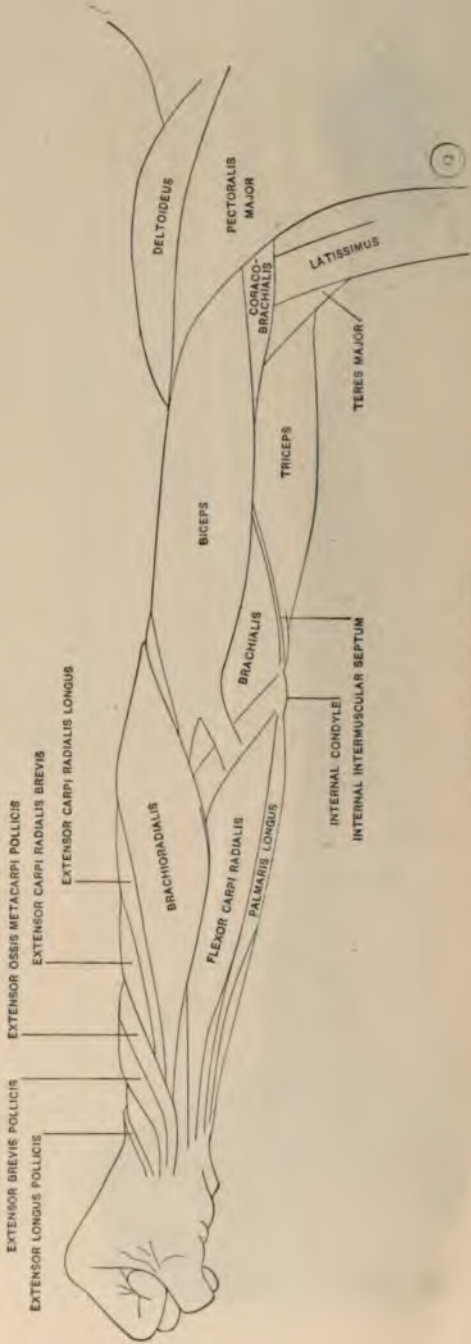 EXTENSOR BREVIS POLLICIS
EXTENSOR LONGUS POLLICIS
EXTENSOR OSSIS METACARPI POLLICIS
EXTENSOR CARPI RADIALIS BREVIS
EXTENSOR CARPI RADIALIS LONGUS
DELTOIDEUS
PECTORALIS
MAJOR
BICEPS
BRACHIORADIALIS
CORACO-
BRACHIALIS
LATISSIMUS
BRACHIALIS
TRICEPS
FLEXOR CARPI RADIALIS
PALMARIS LONGUS
TERES MAJOR
INTERNAL CONDYLE
INTERNAL INTERMUSCULAR SEPTUM